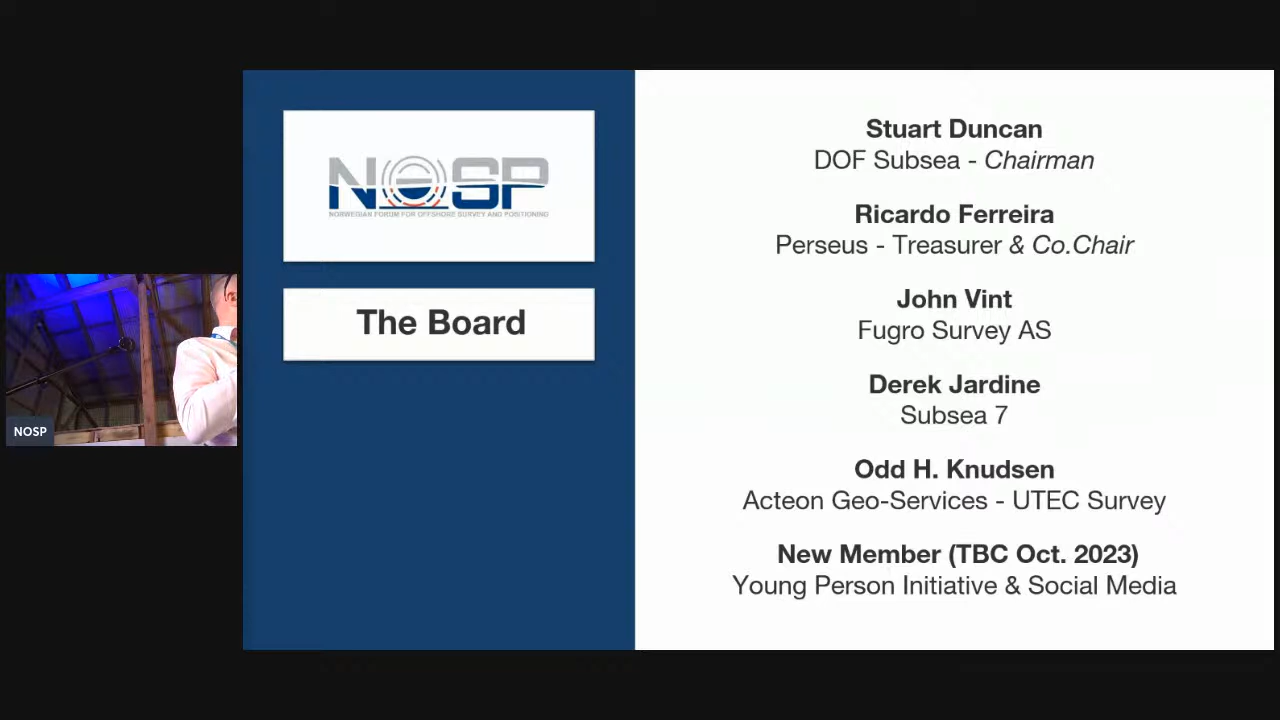 NOSP
NORWEGIAN FORUM FOR OFFSHORE SURVEY AND POSITIONING
The Board
Stuart Duncan
DOF Subsea - Chairman
Ricardo Ferreira
Perseus - Treasurer & Co.Chair
John Vint
Fugro Survey AS
Derek Jardine
Subsea 7
Odd H. Knudsen
Acteon Geo-Services - UTEC Survey
New Member (TBC Oct. 2023)
Young Person Initiative & Social Media
NOSP